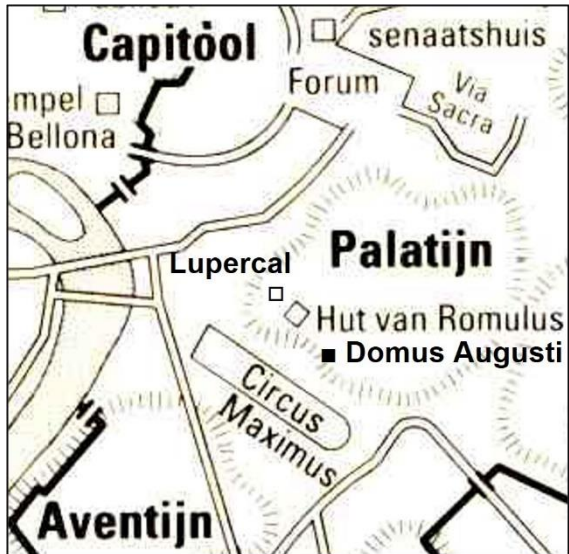 Capitool
senaatshuis
Forum
Via
Sacra
mpel
Bellona
Palatijn
Lupercal
Hut van Romulus
Domus Augusti
Circus
Maximus
Aventijn